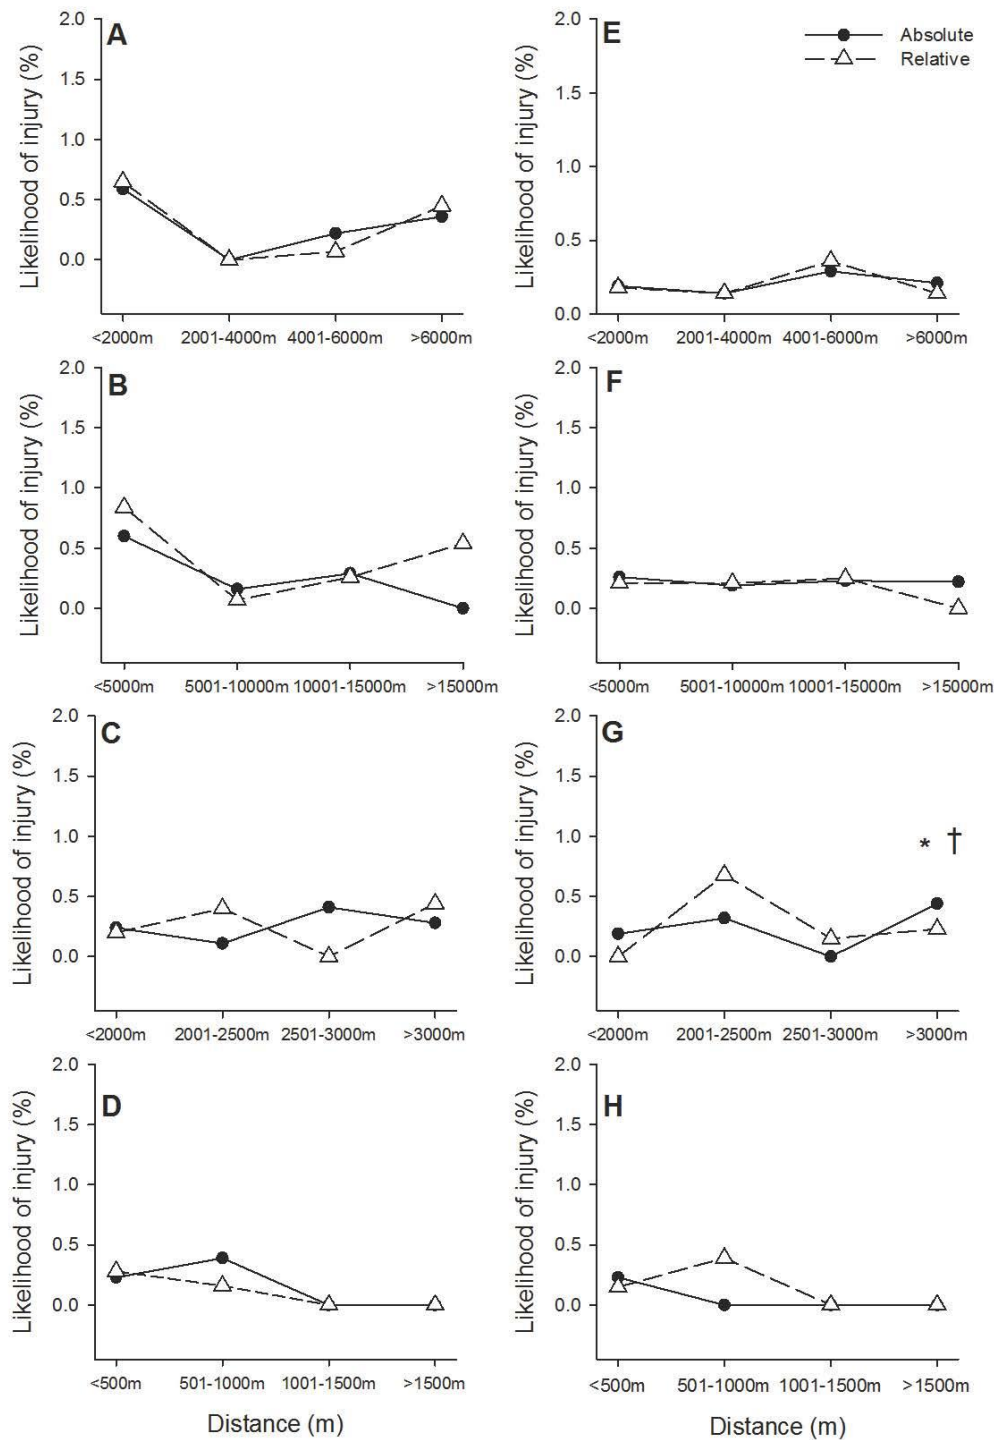 A
Likelihood of injury (%)
2.0
1.5
1.0
0.5
0.0
<2000m 2001-4000m 4001-6000m >6000m
E
Absolute
Relative
Likelihood of injury (%)
2.0
1.5
1.0
0.5
0.0
<2000m 2001-4000m 4001-6000m >6000m
B
Likelihood of injury (%)
2.0
1.5
1.0
0.5
0.0
<5000m 5001-10000m 10001-15000m >15000m
F
Likelihood of injury (%)
2.0
1.5
1.0
0.5
0.0
<5000m 5001-10000m 10001-15000m >15000m
C
Likelihood of injury (%)
2.0
1.5
1.0
0.5
0.0
<2000m 2001-2500m 2501-3000m >3000m
G
Likelihood of injury (%)
2.0
1.5
1.0
0.5
0.0
* †
<2000m 2001-2500m 2501-3000m >3000m
D
Likelihood of injury (%)
2.0
1.5
1.0
0.5
0.0
<500m 501-1000m 1001-1500m >1500m
Distance (m)
H
Likelihood of injury (%)
2.0
1.5
1.0
0.5
0.0
<500m 501-1000m 1001-1500m >1500m
Distance (m)